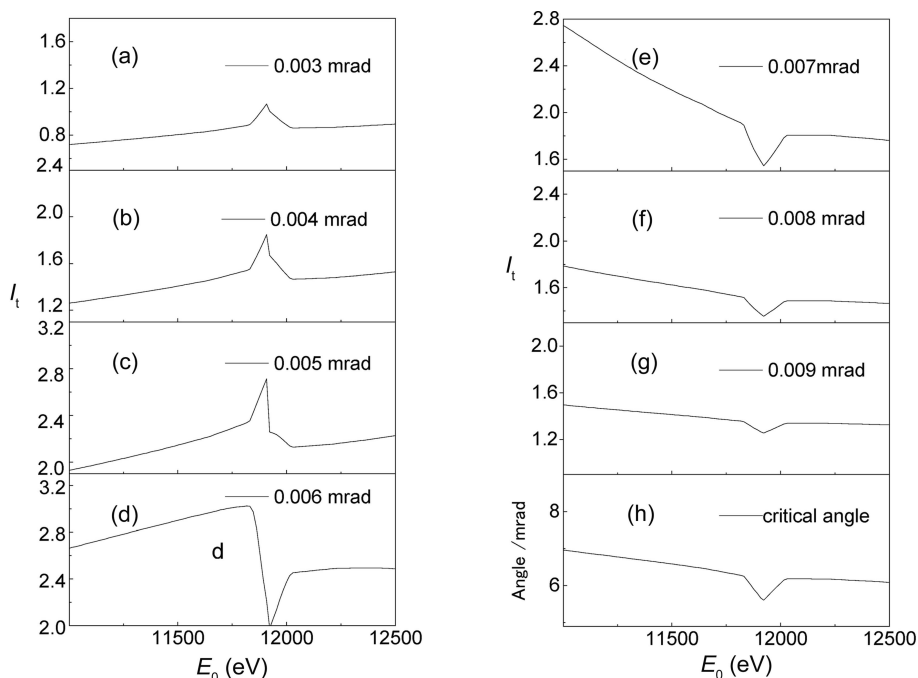 1.6
(a)
0.003 mrad
1.2
0.8
2.4
(b)
0.004 mrad
2.0
1.6
1.2
I_t
3.2
(c)
0.005 mrad
2.8
2.4
2.0
3.2
(d)
0.006 mrad
d
2.8
2.4
2.0
11500 12000 12500
E_0 (eV)
2.8
(e)
0.007mrad
2.4
2.0
1.6
2.4
(f)
0.008 mrad
2.0
I_t
1.6
2.0
(g)
0.009 mrad
1.6
1.2
Angle /mrad
(h)
critical angle
8
6
11500 12000 12500
E_0 (eV)